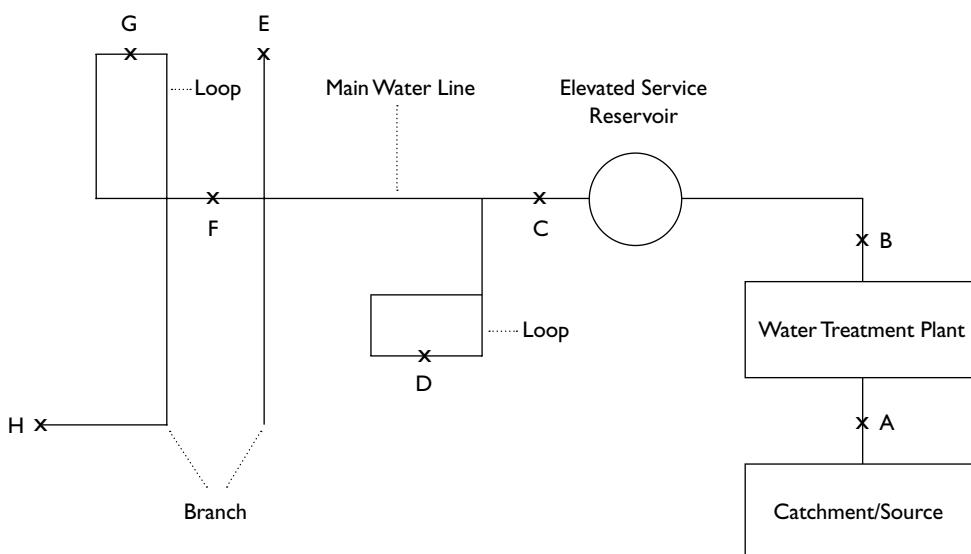 G
E
Loop
Main Water Line
Elevated Service
Reservoir
F
C
B
Loop
Water Treatment Plant
D
H
A
Branch
Catchment/Source